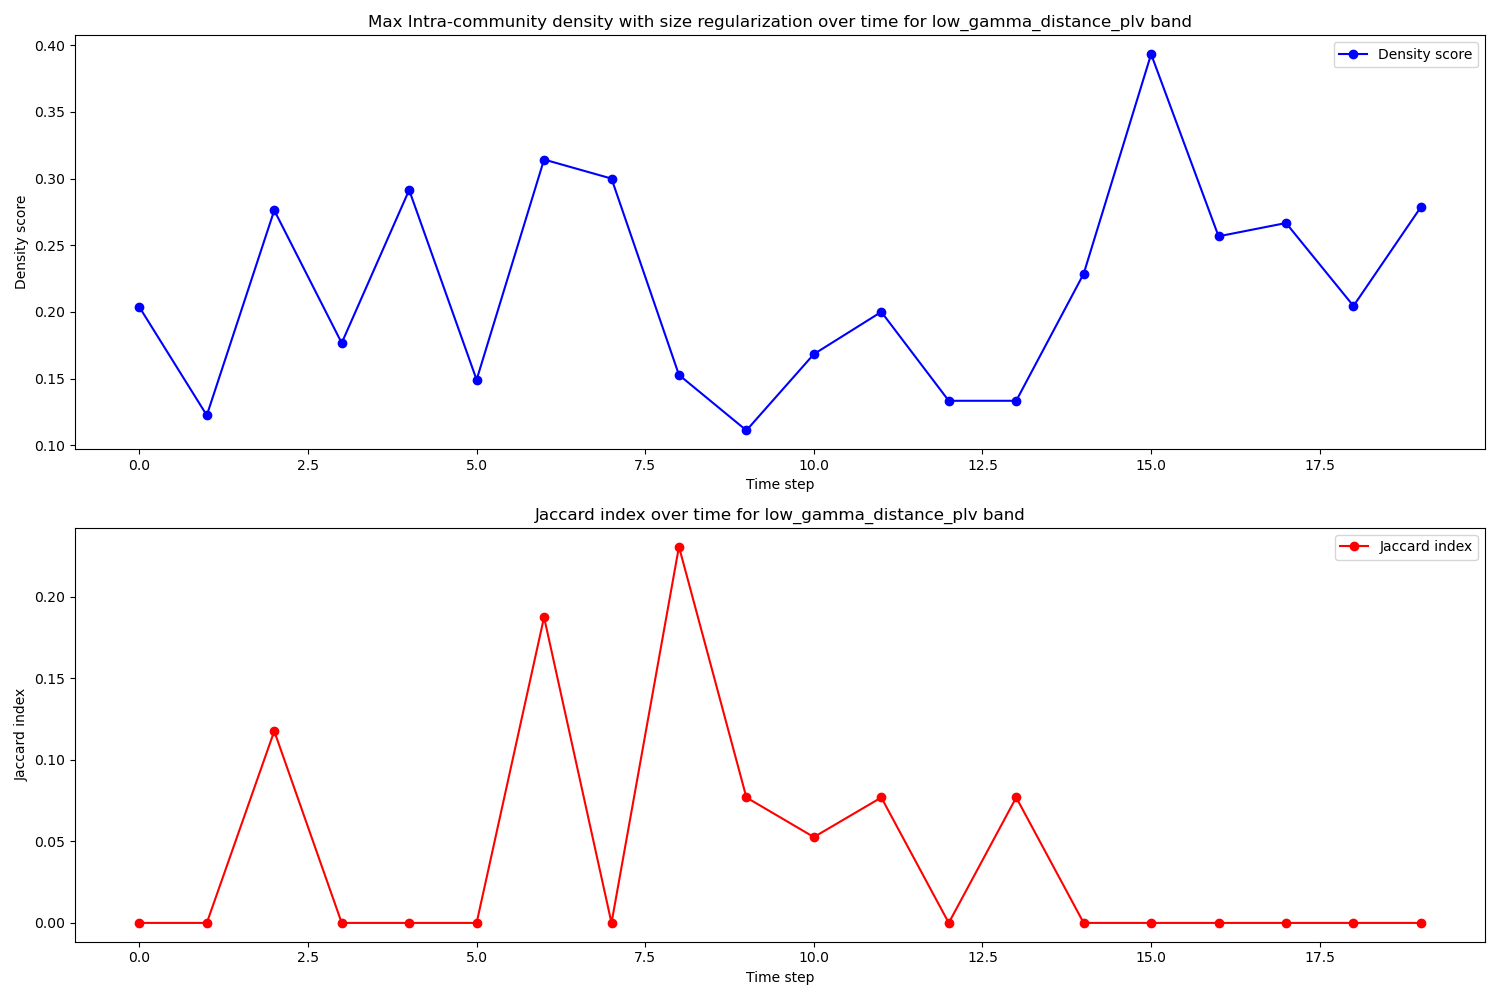 Max Intra-community density with size regularization over time for low_gamma_distance_plv band
Density score
0.40
0.35
0.30
0.25
0.20
0.15
0.10
Density score
0.0 2.5 5.0 7.5 10.0 12.5 15.0 17.5
Time step
Jaccard index over time for low_gamma_distance_plv band
Jaccard index
0.20
0.15
0.10
0.05
0.00
Jaccard index
0.0 2.5 5.0 7.5 10.0 12.5 15.0 17.5
Time step